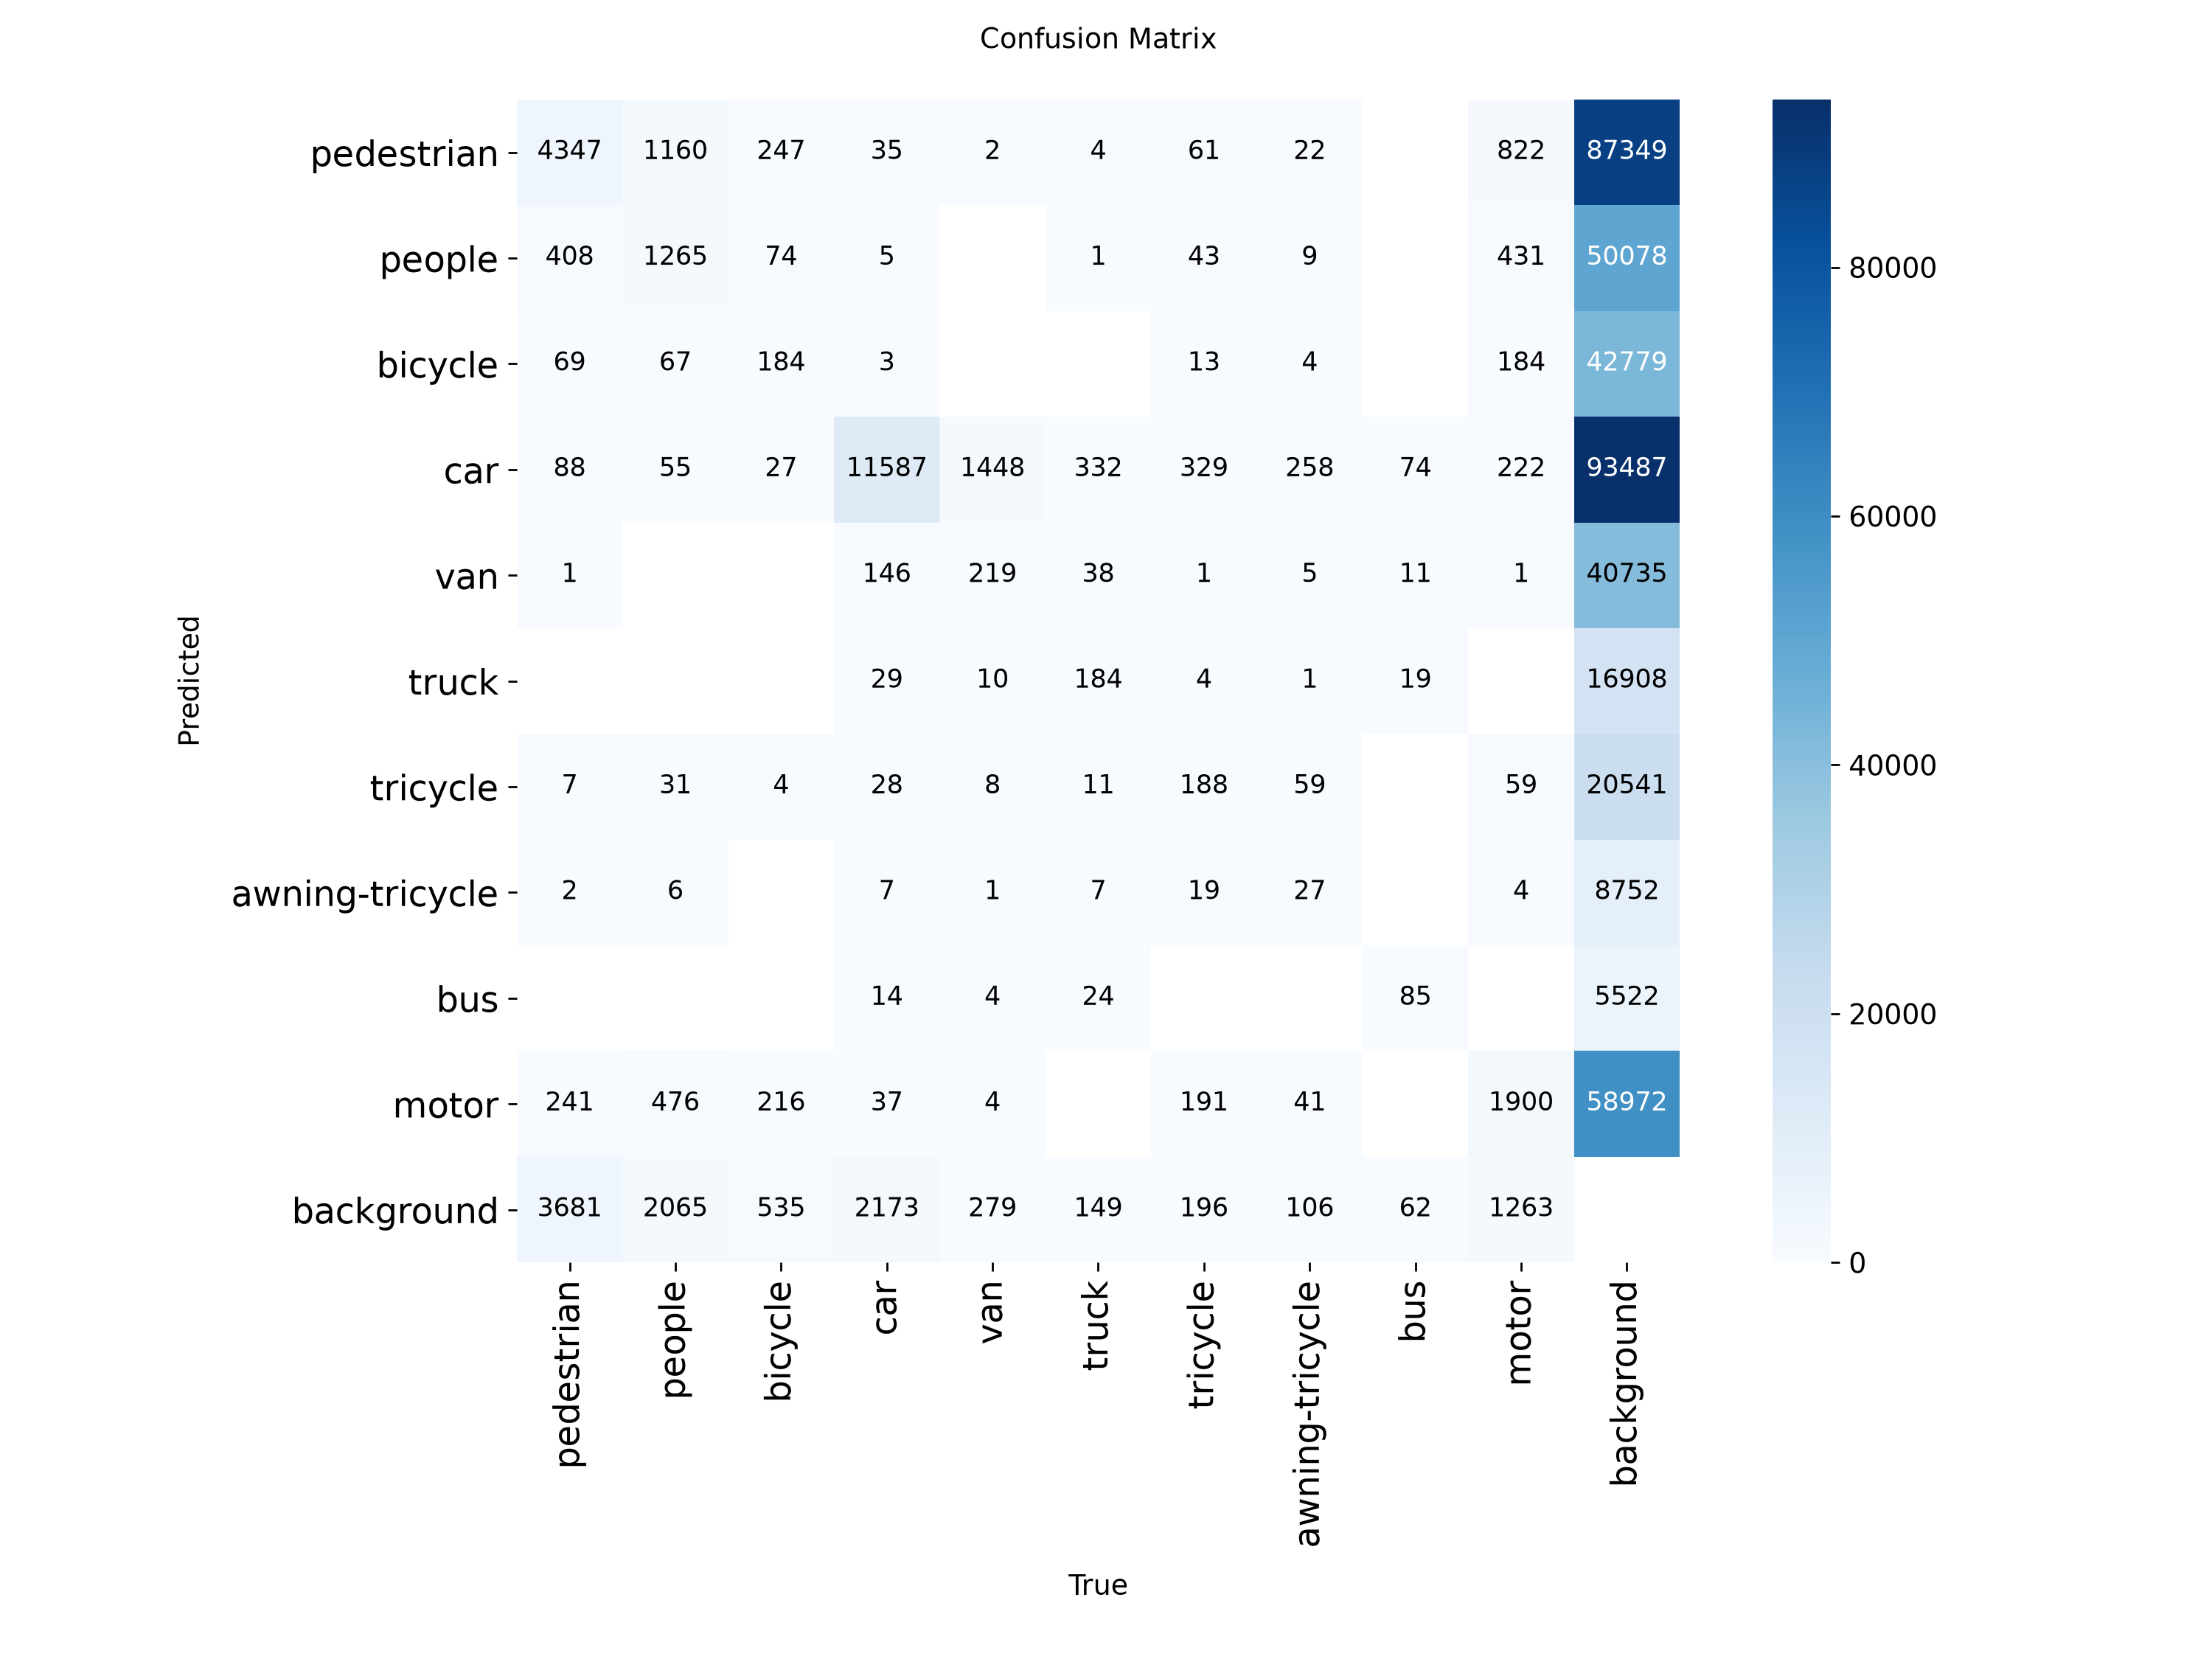 Confusion Matrix
pedestrian 4347 1160 247 35 2 4 61 22 822 87349
people 408 1265 74 5 1 43 9 431 50078
80000
bicycle 69 67 184 3 13 4 184 42779
car 88 55 27 11587 1448 332 329 258 74 222 93487
60000
van 1 146 219 38 1 5 11 1 40735
Predicted
truck 29 10 184 4 1 19 16908
tricycle 7 31 4 28 8 11 188 59 59 20541
40000
awning-tricycle 2 6 7 1 7 19 27 4 8752
bus 14 4 24 85 5522
20000
motor 241 476 216 37 4 191 41 1900 58972
background 3681 2065 535 2173 279 149 196 106 62 1263
0
pedestrian
people
bicycle
car
van
truck
tricycle
awning-tricycle
bus
motor
background
True